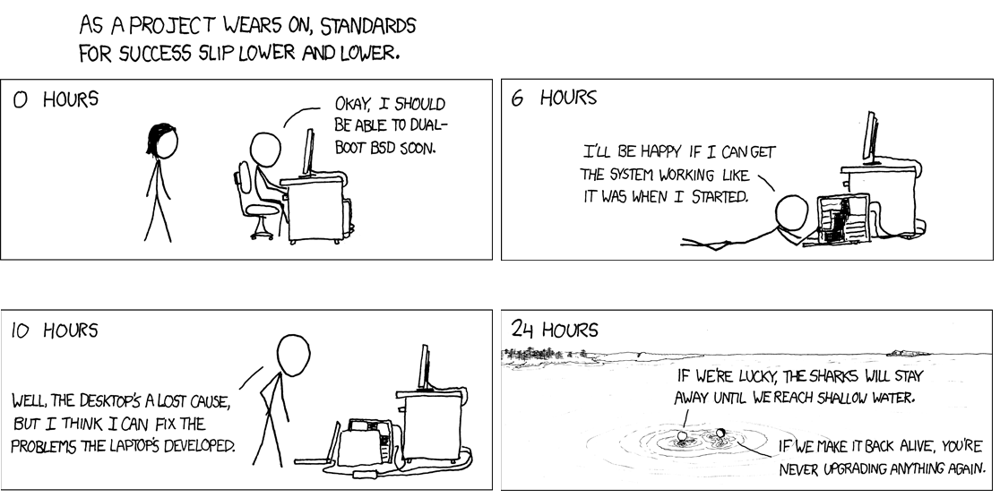 AS A PROJECT WEARS ON, STANDARDS
FOR SUCCESS SLIP LOWER AND LOWER.
0 HOURS
OKAY, I SHOULD
BE ABLE TO DUAL-
BOOT BSD SOON.
6 HOURS
I'LL BE HAPPY IF I CAN GET
THE SYSTEM WORKING LIKE
IT WAS WHEN I STARTED.
10 HOURS
WELL, THE DESKTOP'S A LOST CAUSE,
BUT I THINK I CAN FIX THE
PROBLEMS THE LAPTOP'S DEVELOPED.
24 HOURS
IF WE'RE LUCKY, THE SHARKS WILL STAY
AWAY UNTIL WE REACH SHALLOW WATER.
IF WE MAKE IT BACK ALIVE, YOU'RE
NEVER UPGRADING ANYTHING AGAIN.